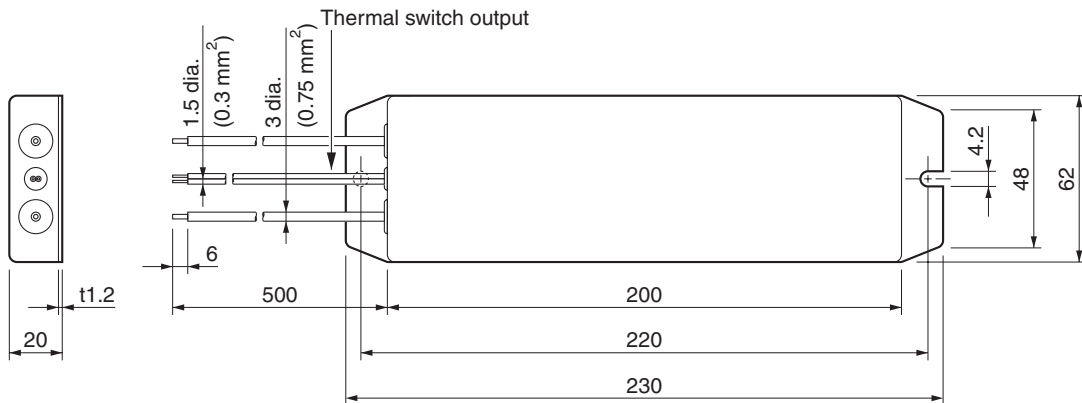 Thermal switch output
1.5 dia.
(0.3 mm²)
3 dia.
(0.75 mm²)
4.2
48
62
6
t1.2
500
200
20
220
230